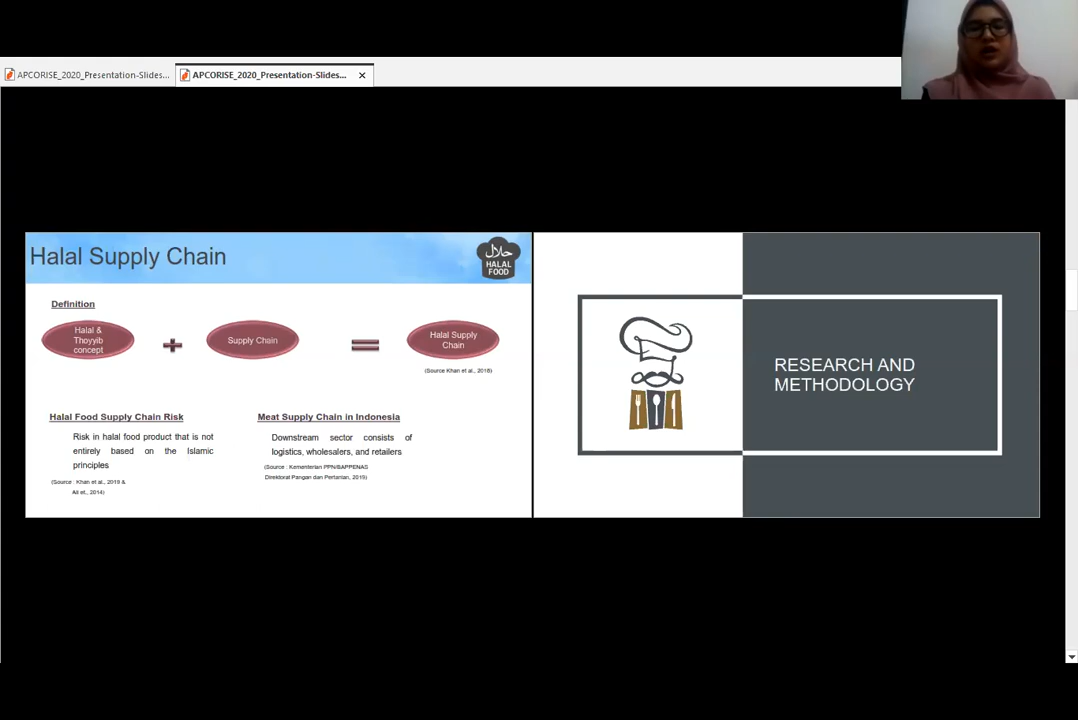 APCORISE_2020_Presentation-Slides...
APCORISE_2020_Presentation-Slides...
Halal Supply Chain
حلال
HALAL
FOOD
Definition
Halal &
Thoyyib
concept
Supply Chain
Halal Supply
Chain
(Source Khan et al., 2018)
Halal Food Supply Chain Risk
Risk in halal food product that is not
entirely based on the Islamic
principles
(Source : Khan et al., 2019 &
Ali et., 2014)
Meat Supply Chain in Indonesia
Downstream sector consists of
logistics, wholesalers, and retailers
(Source : Kementerian PPN/BAPPENAS
Direktorat Pangan dan Pertanian, 2019)
RESEARCH AND
METHODOLOGY